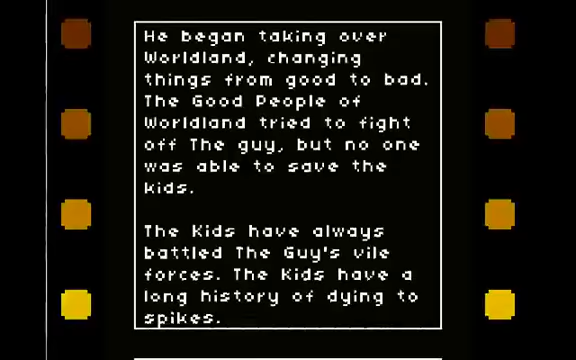 He began taking over
Worldland, changing
things from good to bad.
The Good People of
Worldland tried to fight
off The guy, but no one
was able to save the
kids.
The Kids have always
battled The Guy's vile
forces. The Kids have a
long history of dying to
spikes.